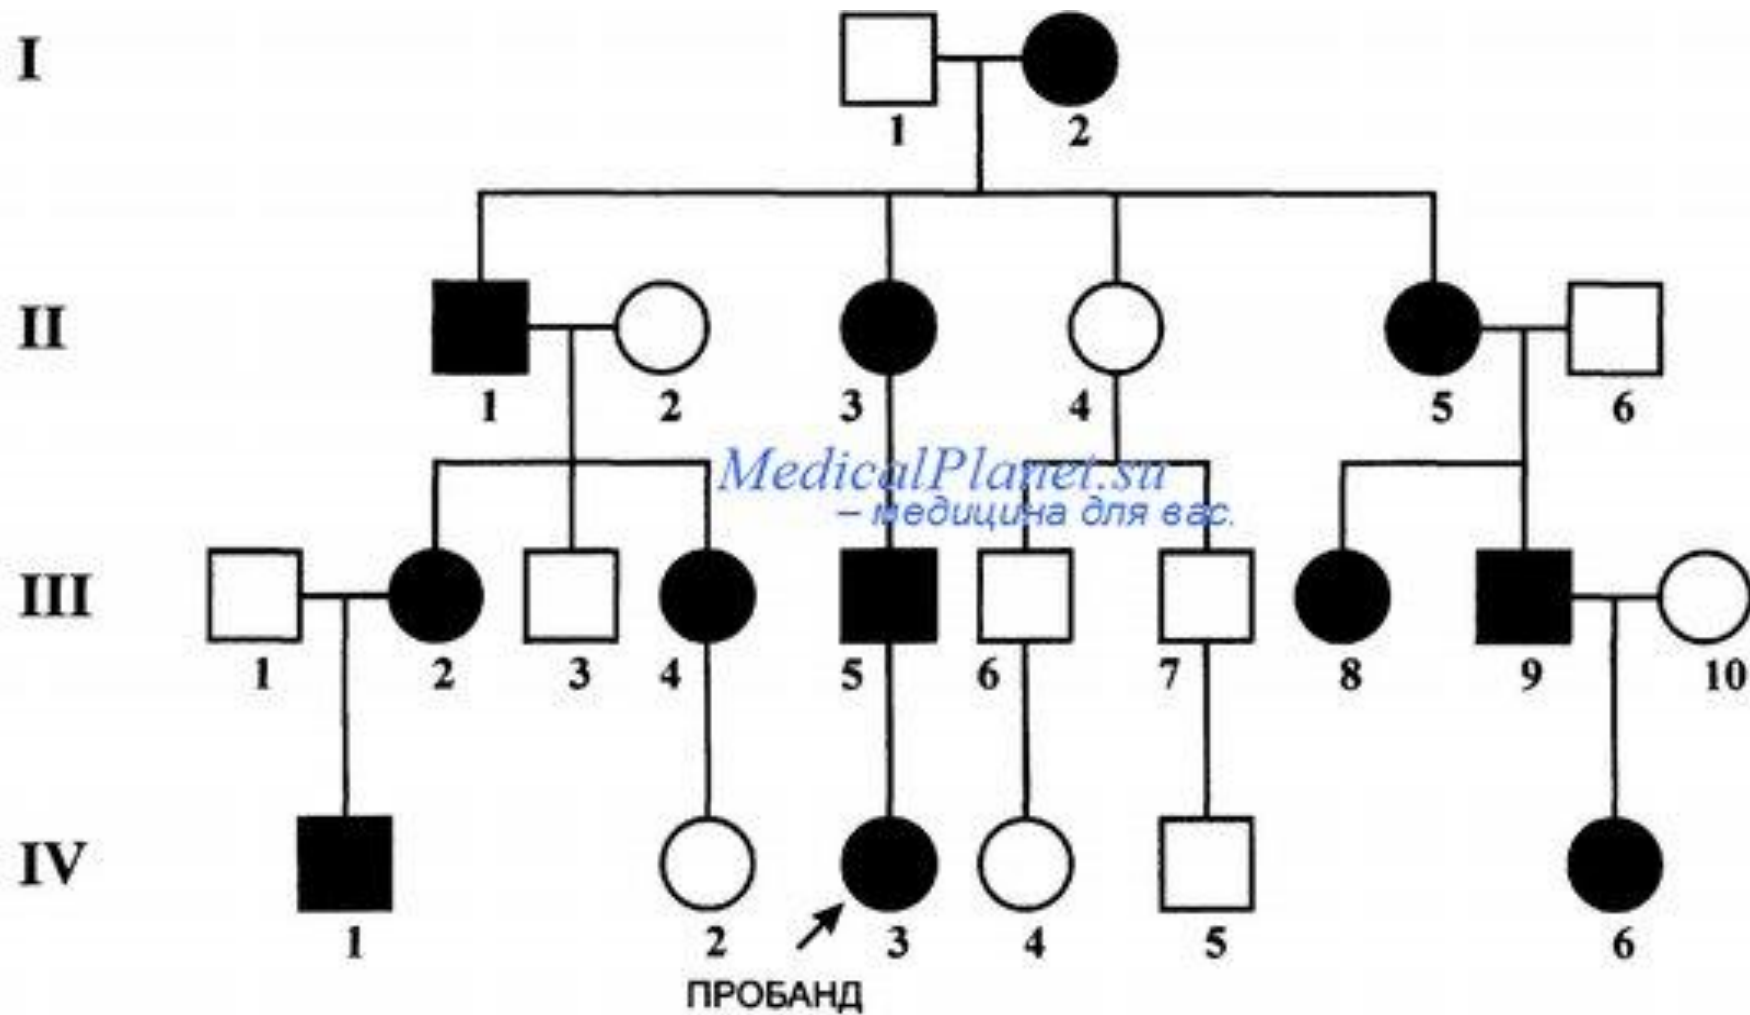 I
1 2
II
1 2 3 4 5 6
MedicalPlanet.su
– медицина для вас.
III
1 2 3 4 5 6 7 8 9 10
IV
1 2 3 4 5 6
ПРОБАНД